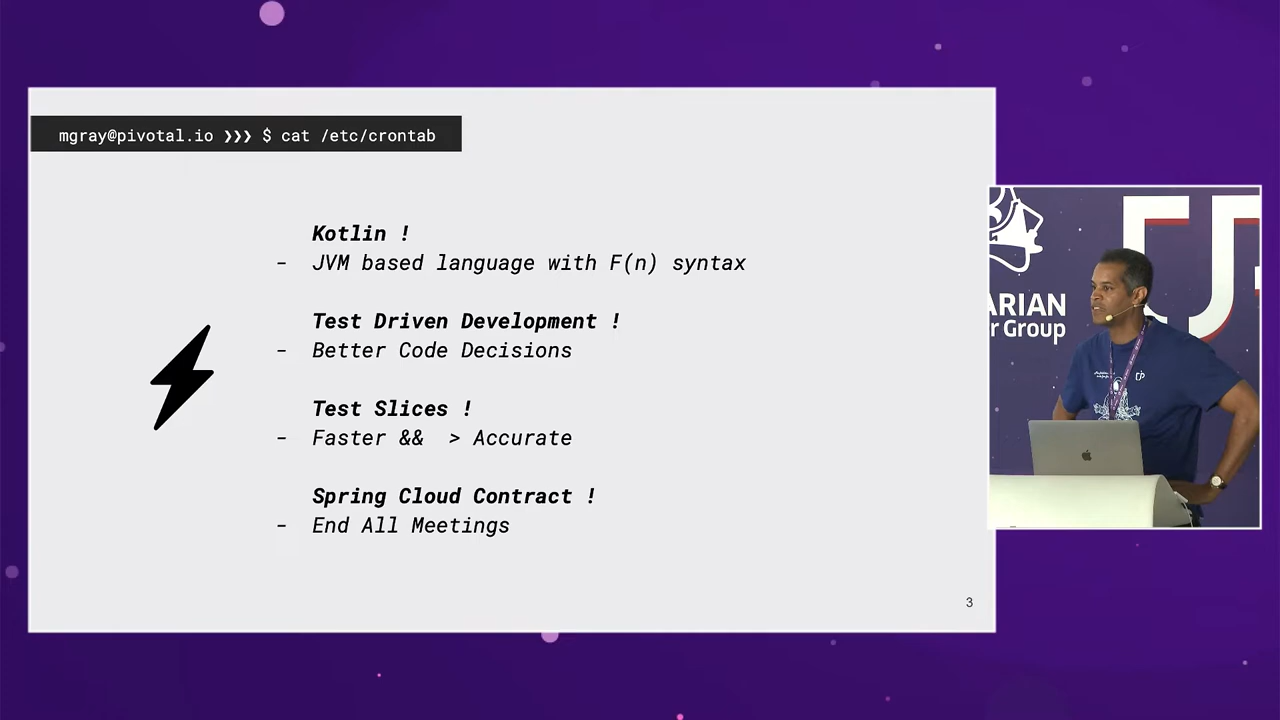 mgray@pivotal.io ❯❯❯ $ cat /etc/crontab
Kotlin !
- JVM based language with F(n) syntax
Test Driven Development !
- Better Code Decisions
Test Slices !
- Faster && > Accurate
Spring Cloud Contract !
- End All Meetings
3
ARIAN
r Group